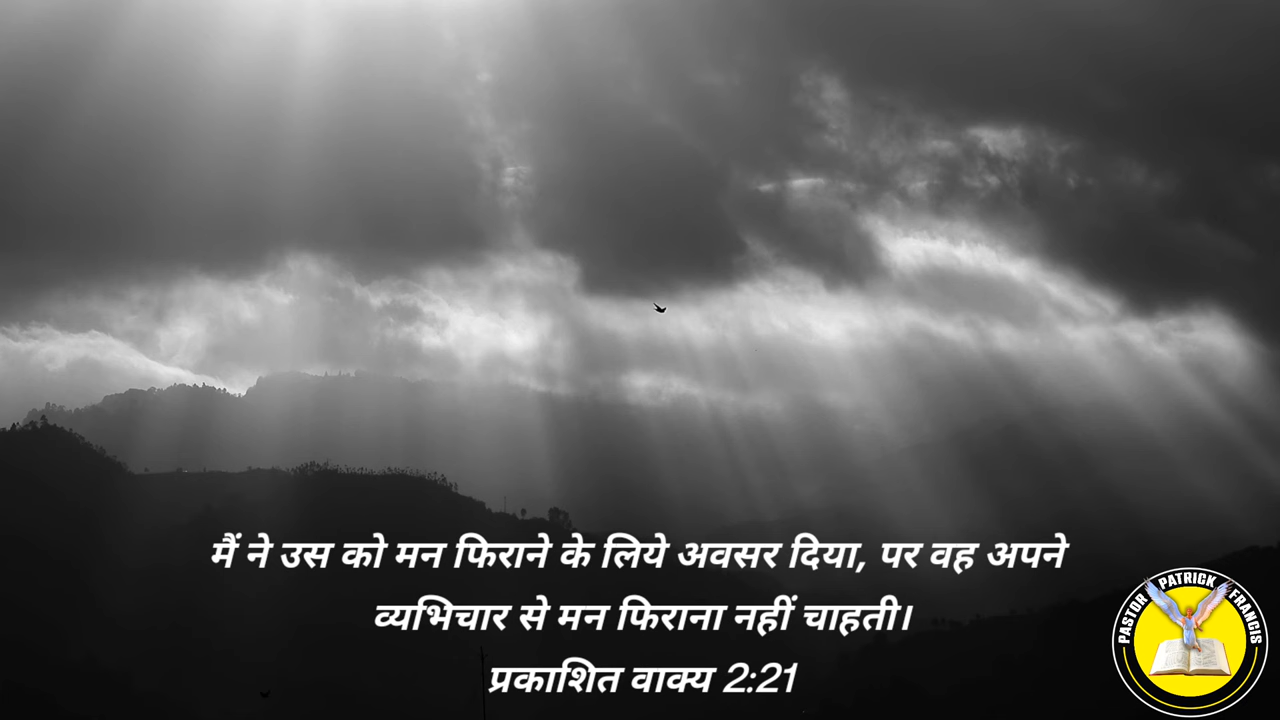 मैं ने उस को मन फिराने के लिये अवसर दिया, पर वह अपने
व्यभिचार से मन फिराना नहीं चाहती।
प्रकाशित वाक्य 2:21
PASTOR PATRICK FRANCIS